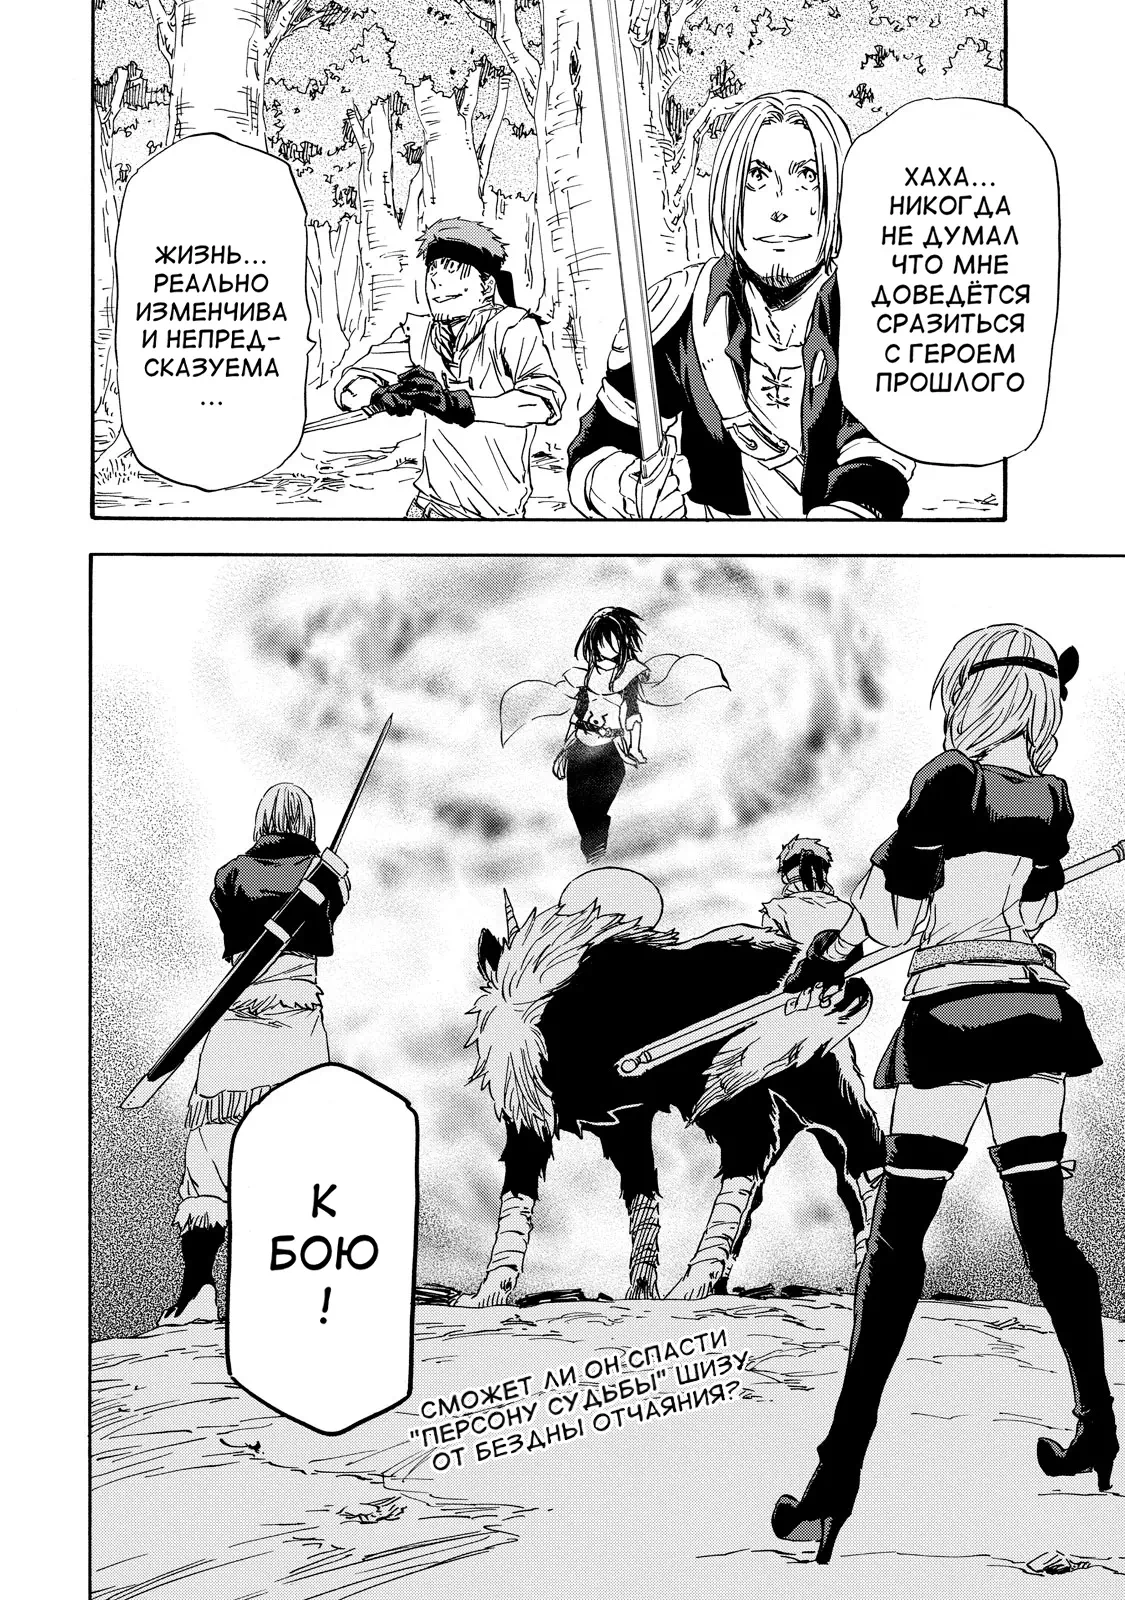 ХАХА...
НИКОГДА
НЕ ДУМАЛ
ЧТО МНЕ
ДОВЕДЁТСЯ
СРАЗИТЬСЯ
С ГЕРОЕМ
ПРОШЛОГО
ЖИЗНЬ...
РЕАЛЬНО
ИЗМЕНЧИВА
И НЕПРЕД-
СКАЗУЕМА
...
К
БОЮ
!
СМОЖЕТ ЛИ ОН СПАСТИ
"ПЕРСОНУ СУДЬБЫ" ШИЗУ
ОТ БЕЗДНЫ ОТЧАЯНИЯ?